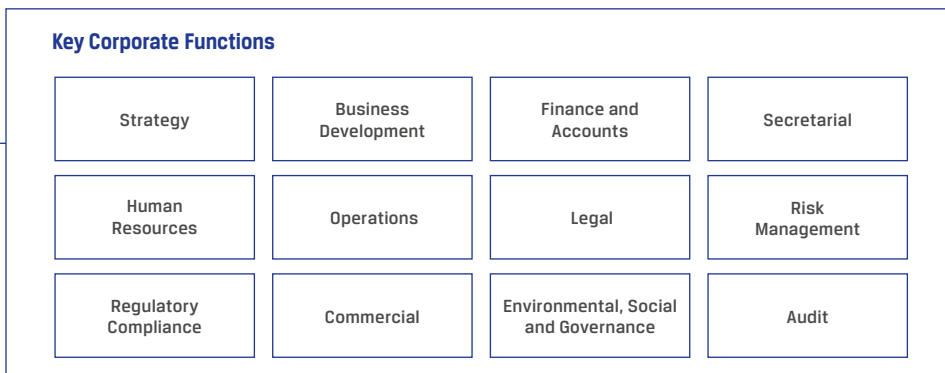 Key Corporate Functions
Strategy
Business
Development
Finance and
Accounts
Secretarial
Human
Resources
Operations
Legal
Risk
Management
Regulatory
Compliance
Commercial
Environmental, Social
and Governance
Audit